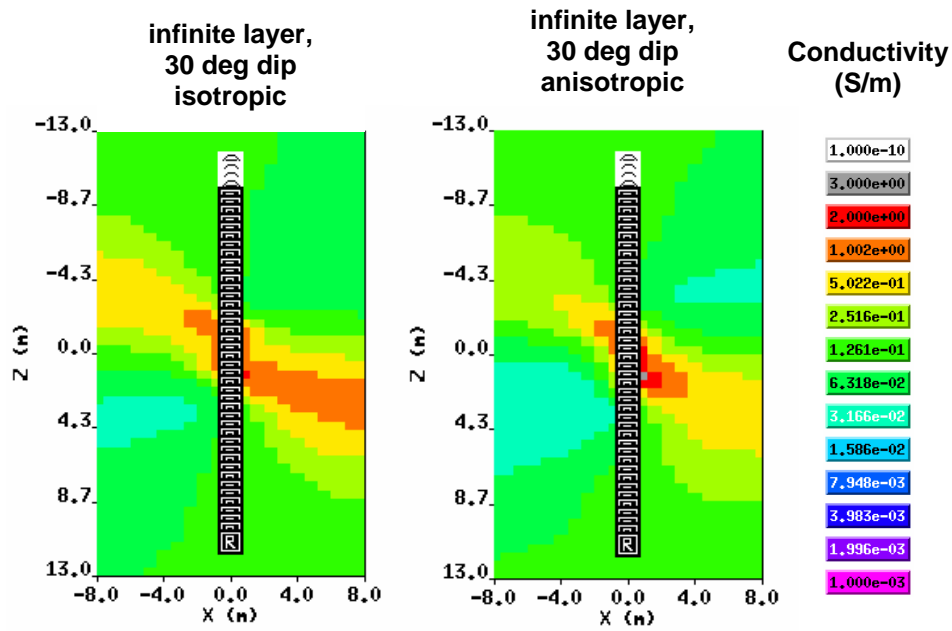 infinite layer,
30 deg dip
isotropic
infinite layer,
30 deg dip
anisotropic
Conductivity
(S/m)
-13.0
-8.7
-4.3
0.0
4.3
8.7
13.0
Z (m)
-8.0 -4.0 0.0 4.0 8.0
X (m)
R
-13.0
-8.7
-4.3
0.0
4.3
8.7
13.0
Z (m)
-8.0 -4.0 0.0 4.0 8.0
X (m)
R
1.000e-10
3.000e+00
2.000e+00
1.002e+00
5.022e-01
2.516e-01
1.261e-01
6.318e-02
3.166e-02
1.586e-02
7.948e-03
3.983e-03
1.996e-03
1.000e-03